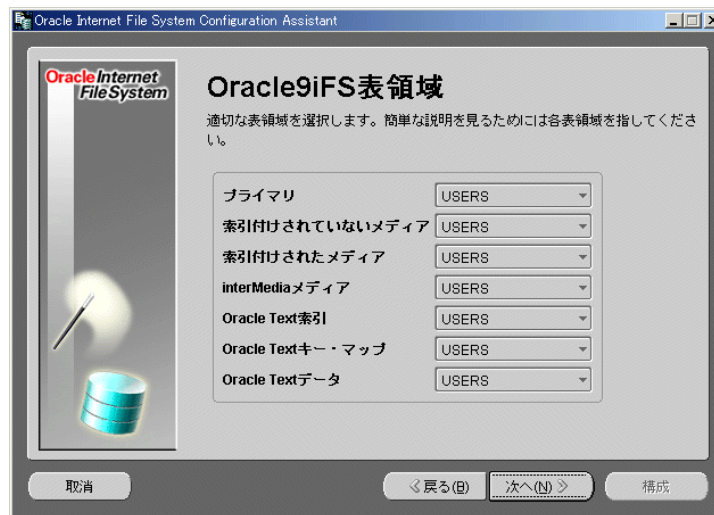 Oracle Internet File System Configuration Assistant
Oracle Internet
File System
Oracle9iFS表領域
適切な表領域を選択します。簡単な説明を見るためには各表領域を指してくださ
い。
プライマリ USERS
索引付けされていないメディア USERS
索引付けされたメディア USERS
interMediaメディア USERS
Oracle Text索引 USERS
Oracle Textキー・マップ USERS
Oracle Textデータ USERS
取消 戻る(B) 次へ(N) 構成